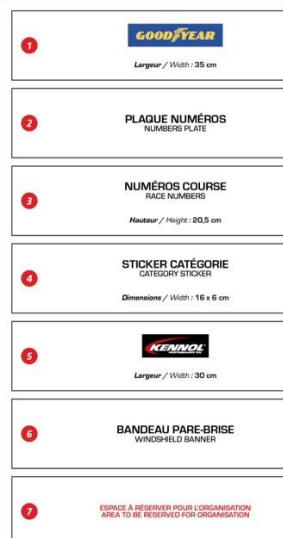 1
GOODYEAR
Largeur / Width : 35 cm
2
PLAQUE NUMÉROS
NUMBERS PLATE
3
NUMÉROS COURSE
RACE NUMBERS
Hauteur / Height : 20,5 cm
4
STICKER CATÉGORIE
CATEGORY STICKER
Dimensions / Width : 16 x 6 cm
5
KENNOL
Largeur / Width : 30 cm
6
BANDEAU PARE-BRISE
WINDSHIELD BANNER
7
ESPACE À RÉSERVER POUR L'ORGANISATION
AREA TO BE RESERVED FOR ORGANISATION